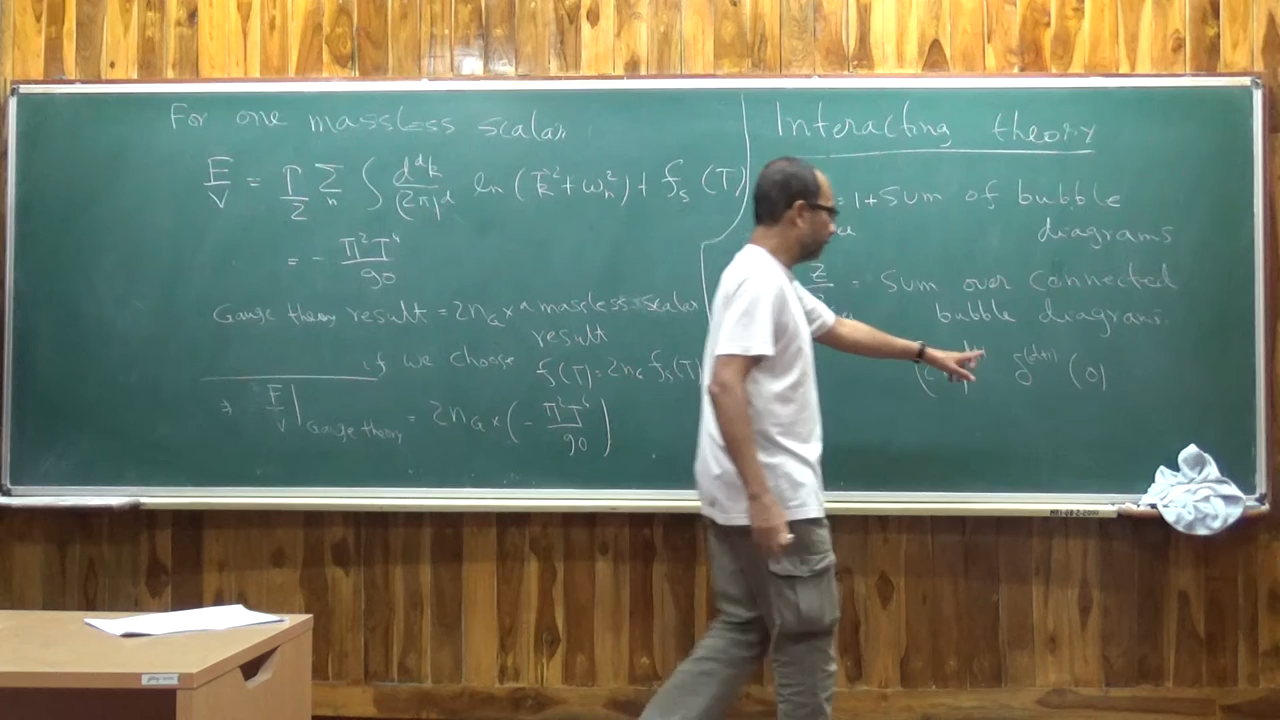 For one massless scalar
F/V = T/2 Σ_n ∫ d^dk/(2π)^d ln (k⃗² + ω_n²) + f_s (T)
= - π²T⁴/90
Gauge theory result = 2n_G × a massless scalar
result
if we choose f(T) = 2n_G f_s(T)
⇒ F/V|_Gauge theory = 2n_G × (- π²T⁴/90)
Interacting theory
= 1 + Sum of bubble
diagrams
Z = Sum over connected
bubble diagrams.
δ^(d+1) (0)